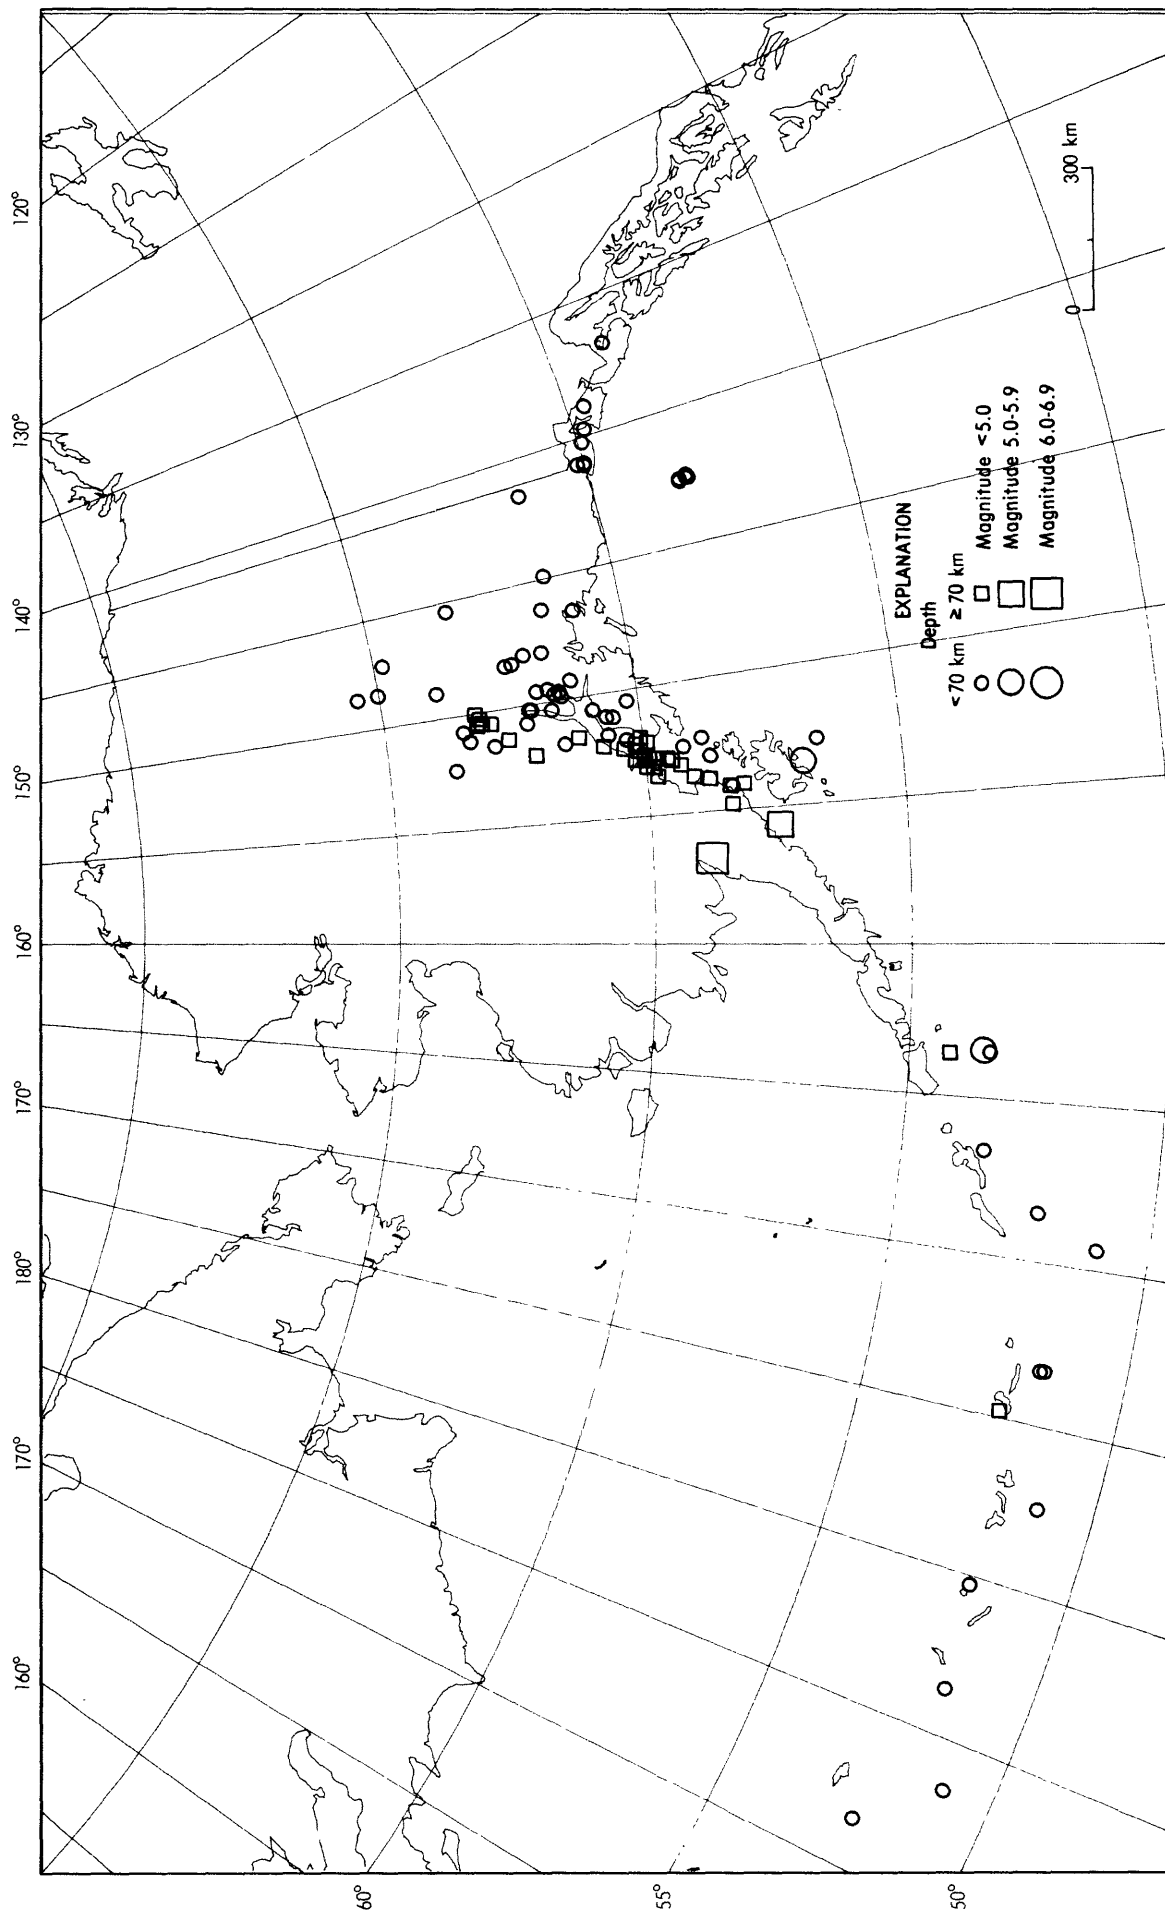 120°
130°
140°
150°
160°
170°
180°
170°
160°
60°
55°
50°
EXPLANATION
Depth
<70 km ≥70 km
Magnitude <5.0
Magnitude 5.0-5.9
Magnitude 6.0-6.9
0 300 km